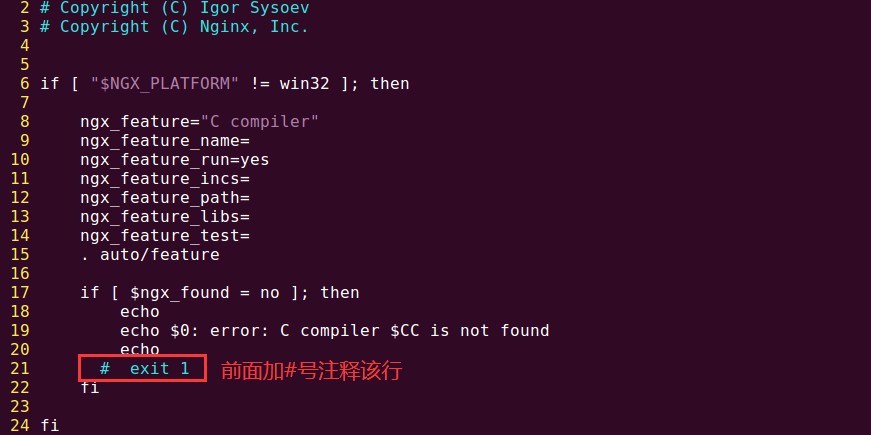 2 # Copyright (C) Igor Sysoev
3 # Copyright (C) Nginx, Inc.
4
5
6 if [ "$NGX_PLATFORM" != win32 ]; then
7
8     ngx_feature="C compiler"
9     ngx_feature_name=
10     ngx_feature_run=yes
11     ngx_feature_incs=
12     ngx_feature_path=
13     ngx_feature_libs=
14     ngx_feature_test=
15     . auto/feature
16
17     if [ $ngx_found = no ]; then
18         echo
19         echo $0: error: C compiler $CC is not found
20         echo
21       #  exit 1 前面加#号注释该行
22     fi
23
24 fi